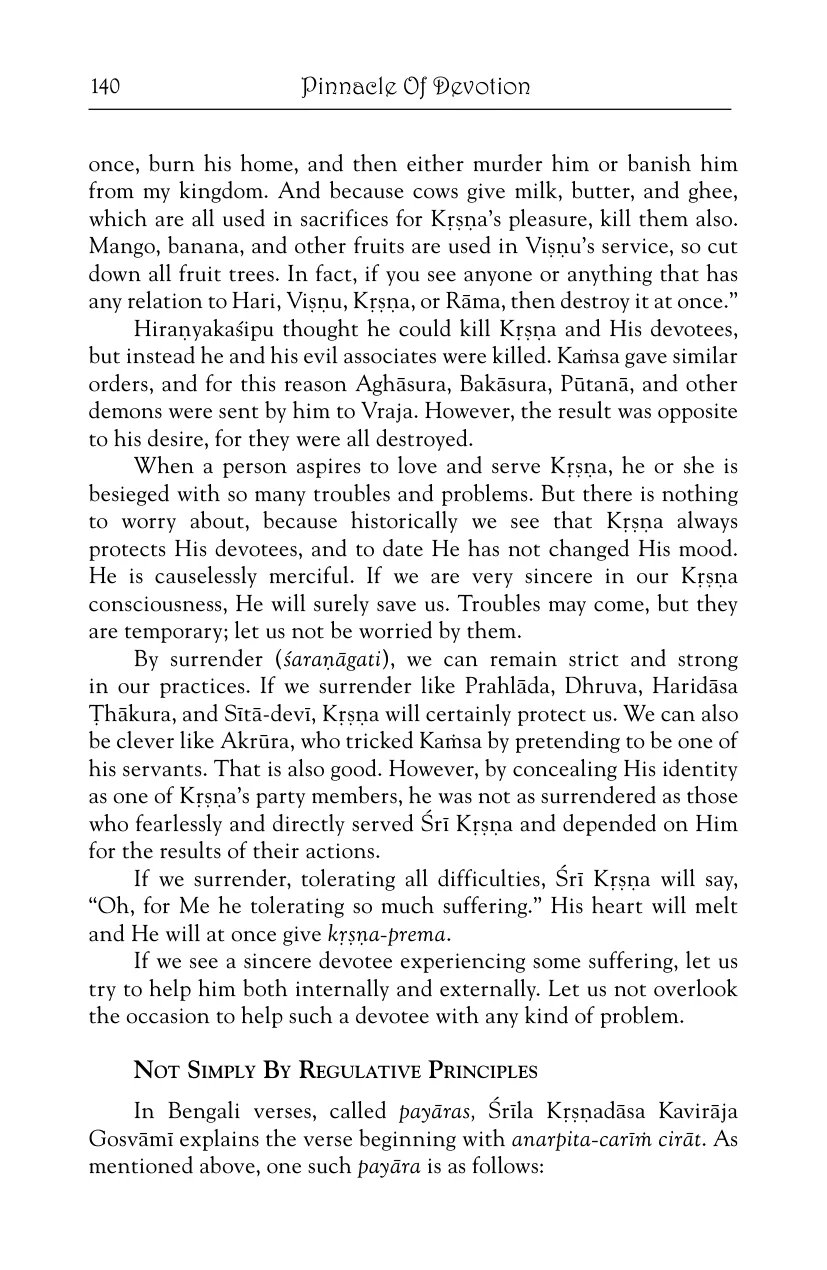 140 Pinnacle Of Devotion
once, burn his home, and then either murder him or banish him
from my kingdom. And because cows give milk, butter, and ghee,
which are all used in sacrifices for Kṛṣṇa’s pleasure, kill them also.
Mango, banana, and other fruits are used in Viṣṇu’s service, so cut
down all fruit trees. In fact, if you see anyone or anything that has
any relation to Hari, Viṣṇu, Kṛṣṇa, or Rāma, then destroy it at once.”
Hiraṇyakaśipu thought he could kill Kṛṣṇa and His devotees,
but instead he and his evil associates were killed. Kaṁsa gave similar
orders, and for this reason Aghāsura, Bakāsura, Pūtanā, and other
demons were sent by him to Vraja. However, the result was opposite
to his desire, for they were all destroyed.
When a person aspires to love and serve Kṛṣṇa, he or she is
besieged with so many troubles and problems. But there is nothing
to worry about, because historically we see that Kṛṣṇa always
protects His devotees, and to date He has not changed His mood.
He is causelessly merciful. If we are very sincere in our Kṛṣṇa
consciousness, He will surely save us. Troubles may come, but they
are temporary; let us not be worried by them.
By surrender (śaraṇāgati), we can remain strict and strong
in our practices. If we surrender like Prahlāda, Dhruva, Haridāsa
Ṭhākura, and Sītā-devī, Kṛṣṇa will certainly protect us. We can also
be clever like Akrūra, who tricked Kaṁsa by pretending to be one of
his servants. That is also good. However, by concealing His identity
as one of Kṛṣṇa’s party members, he was not as surrendered as those
who fearlessly and directly served Śrī Kṛṣṇa and depended on Him
for the results of their actions.
If we surrender, tolerating all difficulties, Śrī Kṛṣṇa will say,
“Oh, for Me he tolerating so much suffering.” His heart will melt
and He will at once give kṛṣṇa-prema.
If we see a sincere devotee experiencing some suffering, let us
try to help him both internally and externally. Let us not overlook
the occasion to help such a devotee with any kind of problem.
Not Simply By Regulative Principles
In Bengali verses, called payāras, Śrīla Kṛṣṇadāsa Kavirāja
Gosvāmī explains the verse beginning with anarpita-carīṁ cirāt. As
mentioned above, one such payāra is as follows: